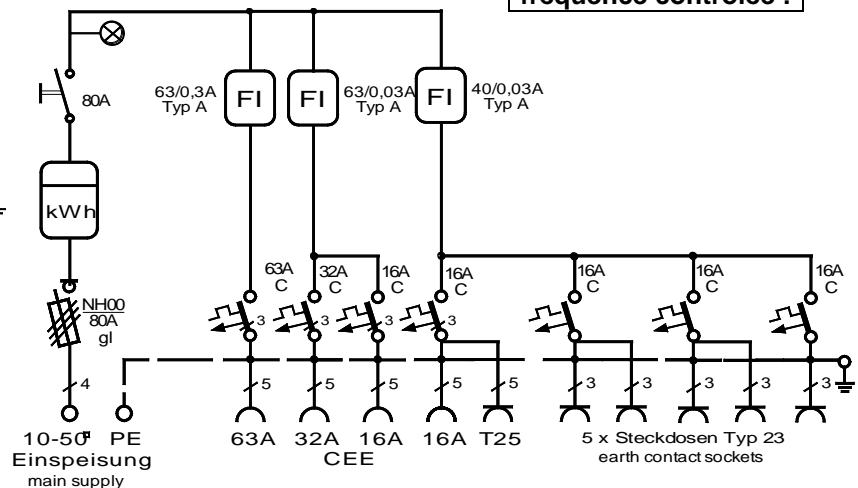 fréquence contrôlés !
80A
63/0,3A
Typ A
FI
FI
63/0,03A
Typ A
FI
40/0,03A
Typ A
kWh
63A
C
32A
C
16A
C
16A
C
16A
C
16A
C
16A
C
3
3
3
3
NH00
80A
gl
4
5
5
5
5
5
3
3
3
3
3
10-50² PE
63A 32A 16A 16A T25
5 x Steckdosen Typ 23
Einspeisung
CEE
earth contact sockets
main supply